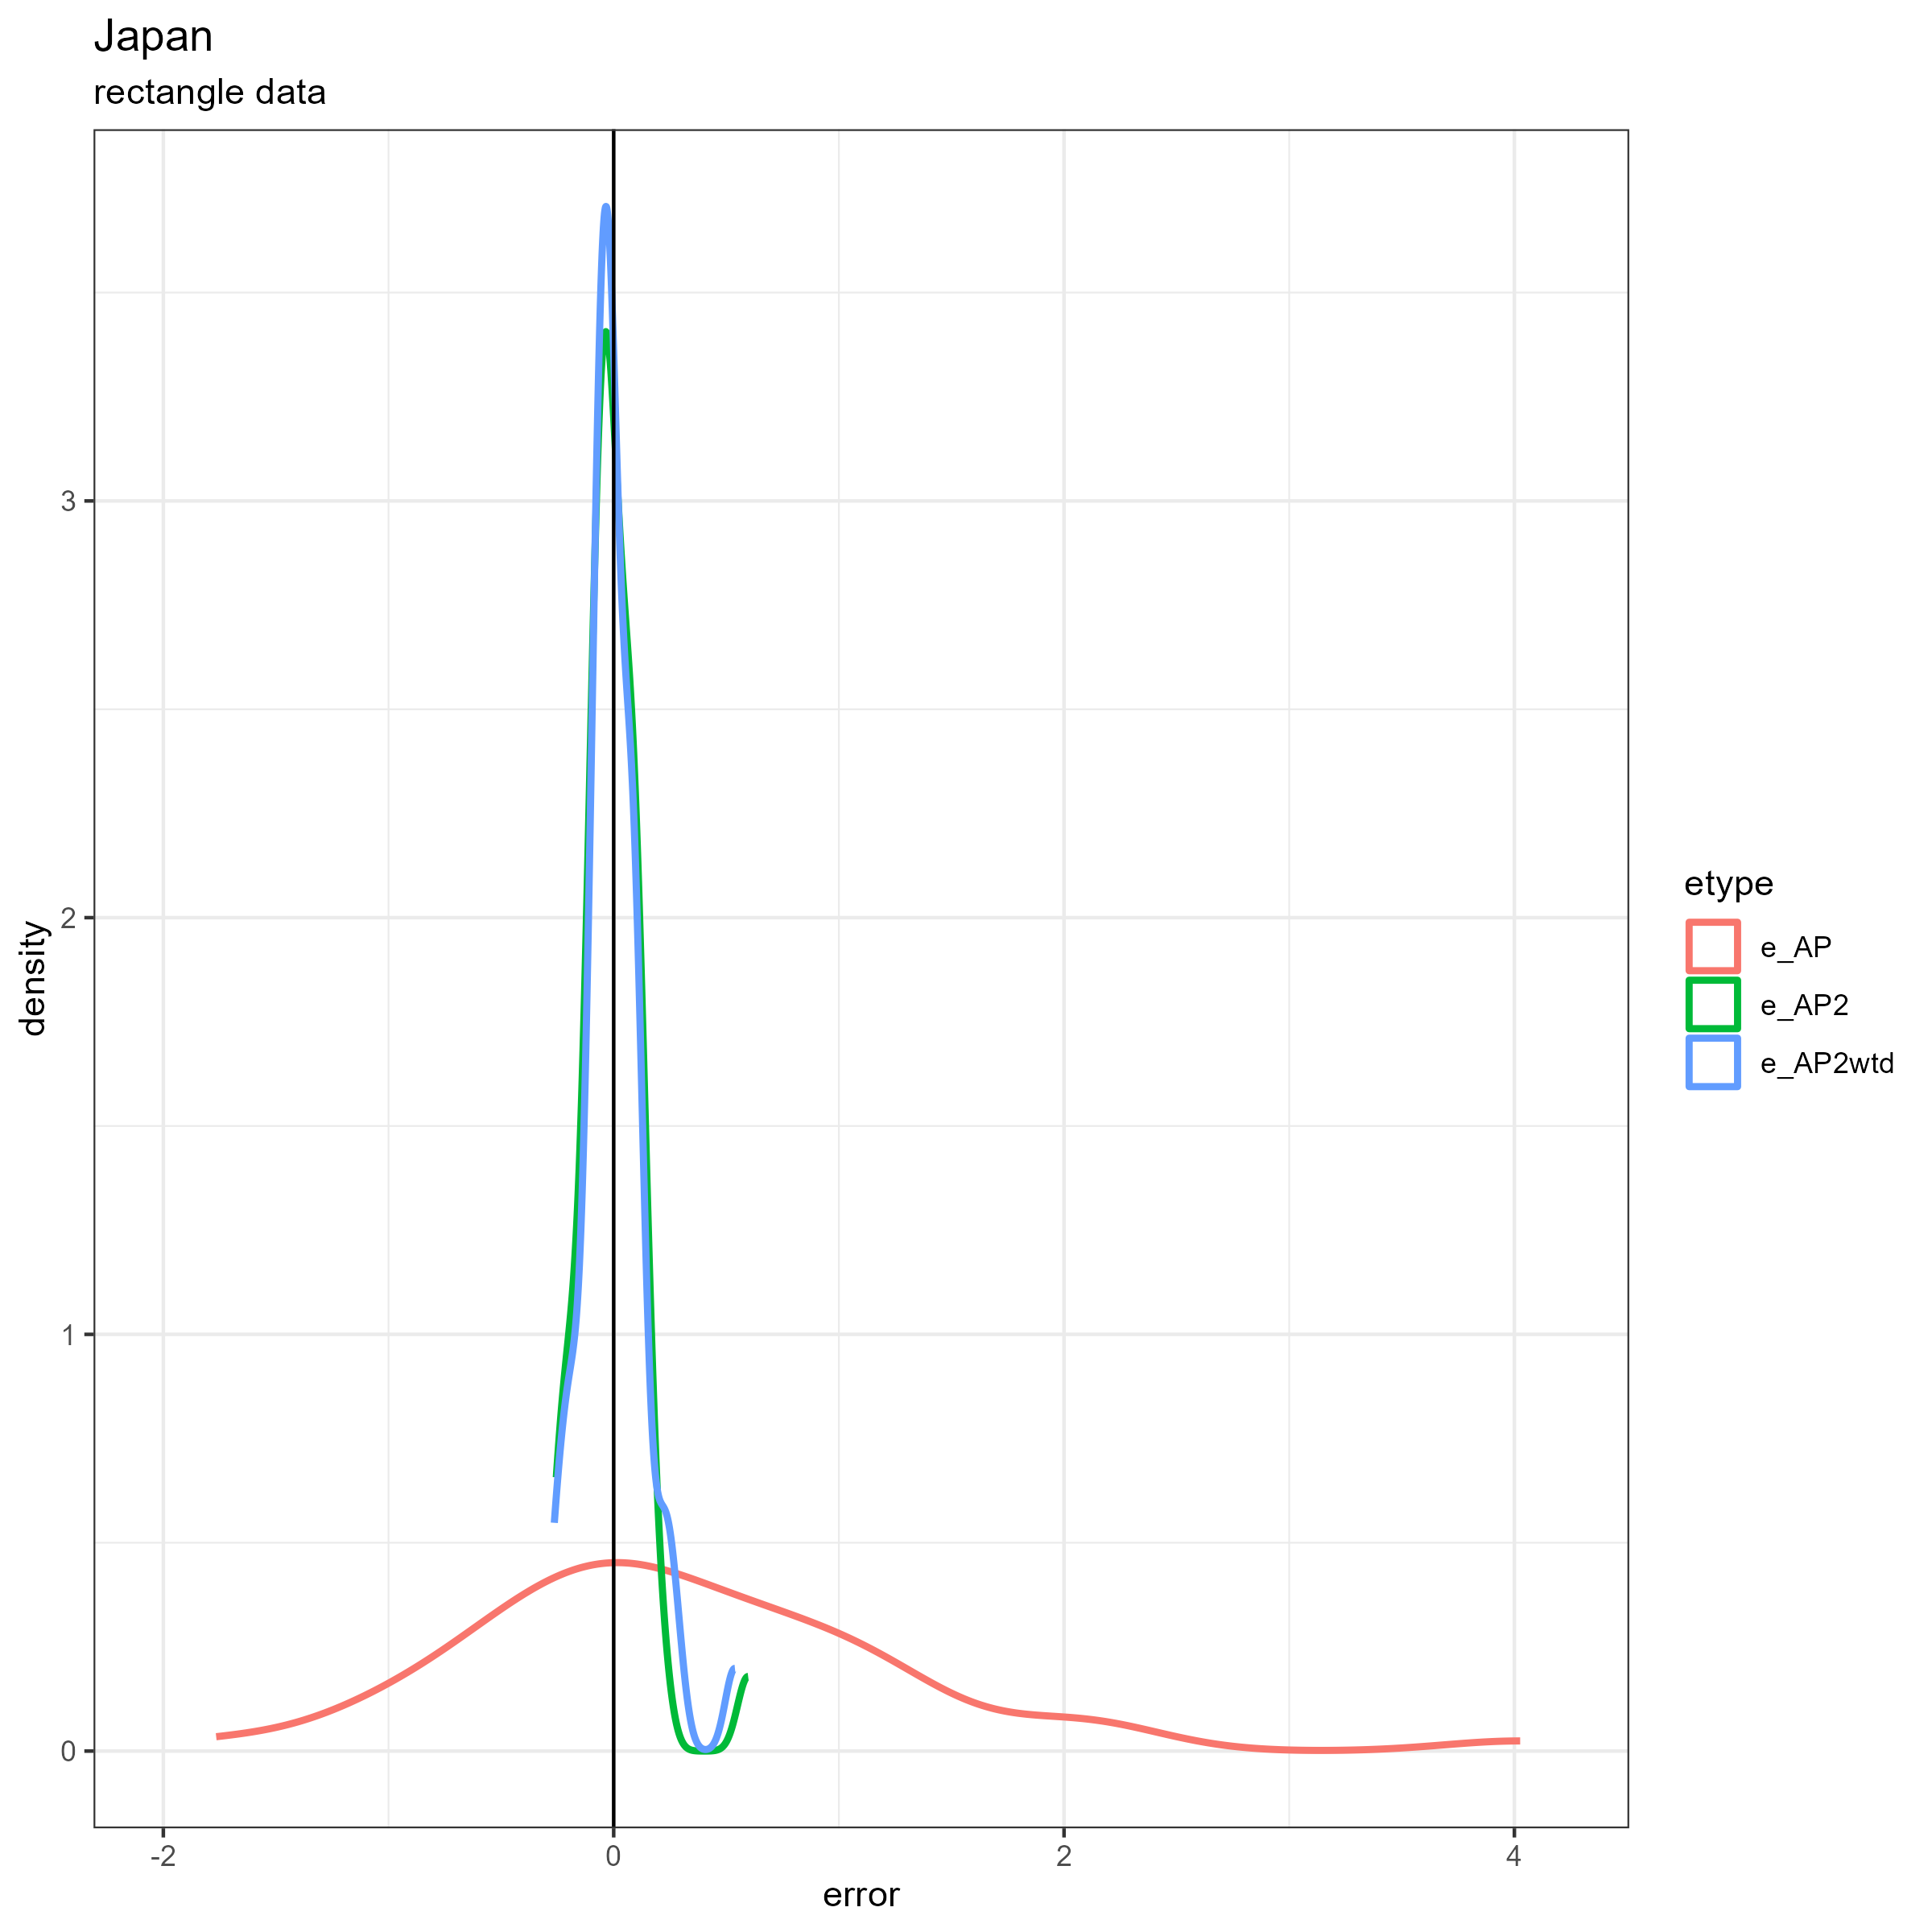 Japan
rectangle data
3
2
1
0
density
-2
0
2
4
error
etype
e_AP
e_AP2
e_AP2wtd